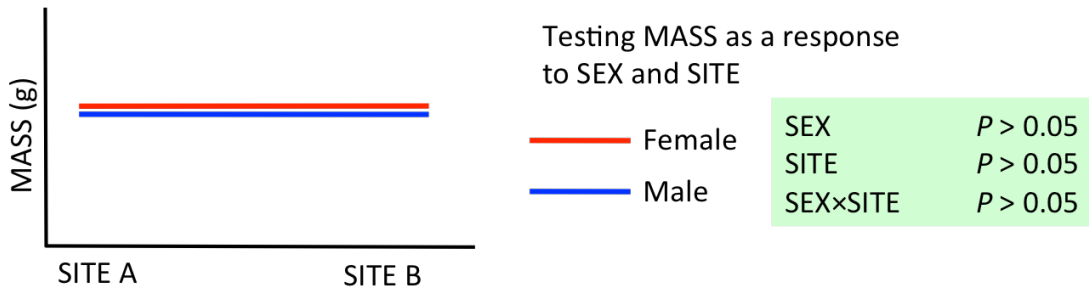 MASS (g)
SITE A
SITE B
Testing MASS as a response
to SEX and SITE
Female
Male
SEX P > 0.05
SITE P > 0.05
SEX×SITE P > 0.05